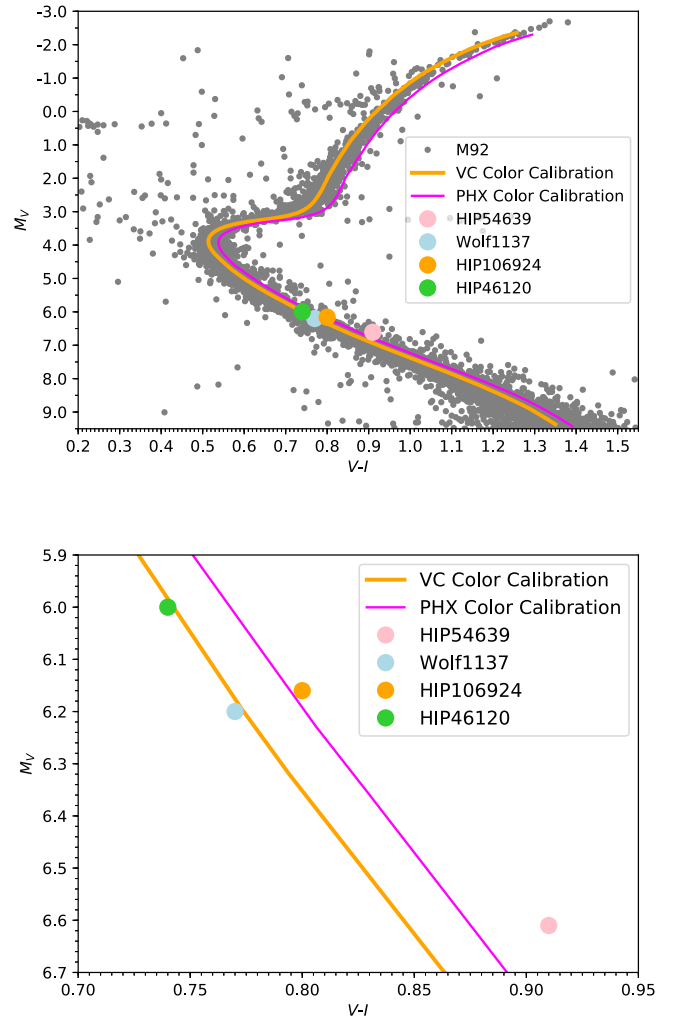 -3.0
-2.0
-1.0
0.0
1.0
2.0
3.0
4.0
5.0
6.0
7.0
8.0
9.0
M_V
M92
VC Color Calibration
PHX Color Calibration
HIP54639
Wolf1137
HIP106924
HIP46120
0.2 0.3 0.4 0.5 0.6 0.7 0.8 0.9 1.0 1.1 1.2 1.3 1.4 1.5
V-I
5.9
6.0
6.1
6.2
6.3
6.4
6.5
6.6
6.7
M_V
VC Color Calibration
PHX Color Calibration
HIP54639
Wolf1137
HIP106924
HIP46120
0.70 0.75 0.80 0.85 0.90 0.95
V-I